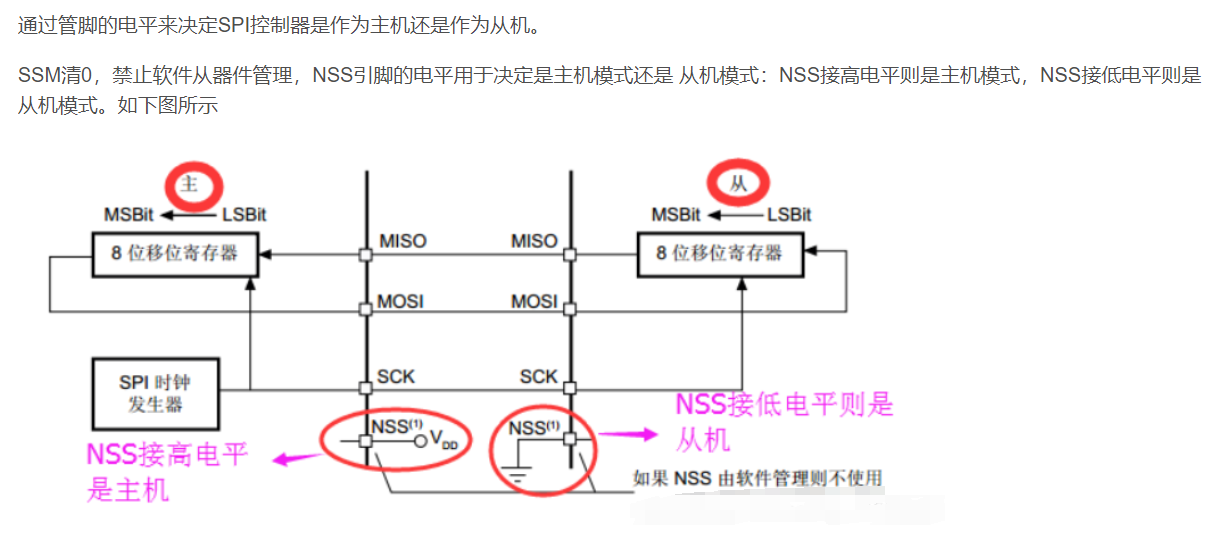 通过管脚的电平来决定SPI控制器是作为主机还是作为从机。
SSM清0，禁止软件从器件管理，NSS引脚的电平用于决定是主机模式还是 从机模式：NSS接高电平则是主机模式，NSS接低电平则是
从机模式。如下图所示
主
从
MSBit LSBit
MSBit LSBit
8 位移位寄存器
MISO
MISO
8 位移位寄存器
MOSI
MOSI
SPI 时钟
发生器
SCK
SCK
NSS(1)
VDD
NSS(1)
NSS接低电平则是
从机
NSS接高电平
是主机
如果 NSS 由软件管理则不使用